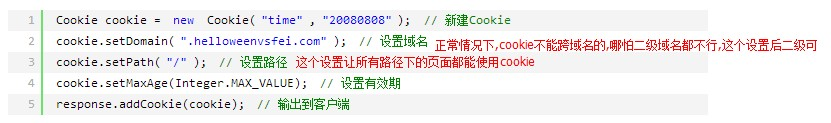 1 Cookie cookie = new Cookie( "time" , "20080808" ); // 新建Cookie
2 cookie.setDomain( ".helloweenvsfei.com" ); // 设置域名 正常情况下,cookie不能跨域名的,哪怕二级域名都不行,这个设置后二级可
3 cookie.setPath( "/" ); // 设置路径 这个设置让所有路径下的页面都能使用cookie
4 cookie.setMaxAge(Integer.MAX_VALUE); // 设置有效期
5 response.addCookie(cookie); // 输出到客户端